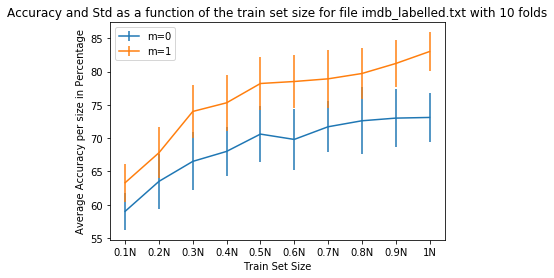 Accuracy and Std as a function of the train set size for file imdb_labelled.txt with 10 folds
m=0
m=1
Average Accuracy per size in Percentage
85
80
75
70
65
60
55
0.1N 0.2N 0.3N 0.4N 0.5N 0.6N 0.7N 0.8N 0.9N 1N
Train Set Size